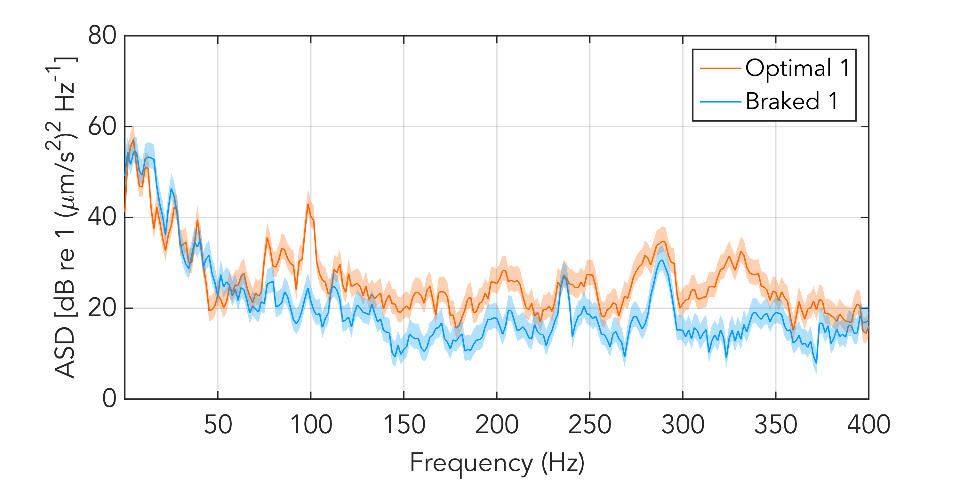 80
60
40
20
0
ASD [dB re 1 (μm/s²)² Hz⁻¹]
Optimal 1
Braked 1
50 100 150 200 250 300 350 400
Frequency (Hz)